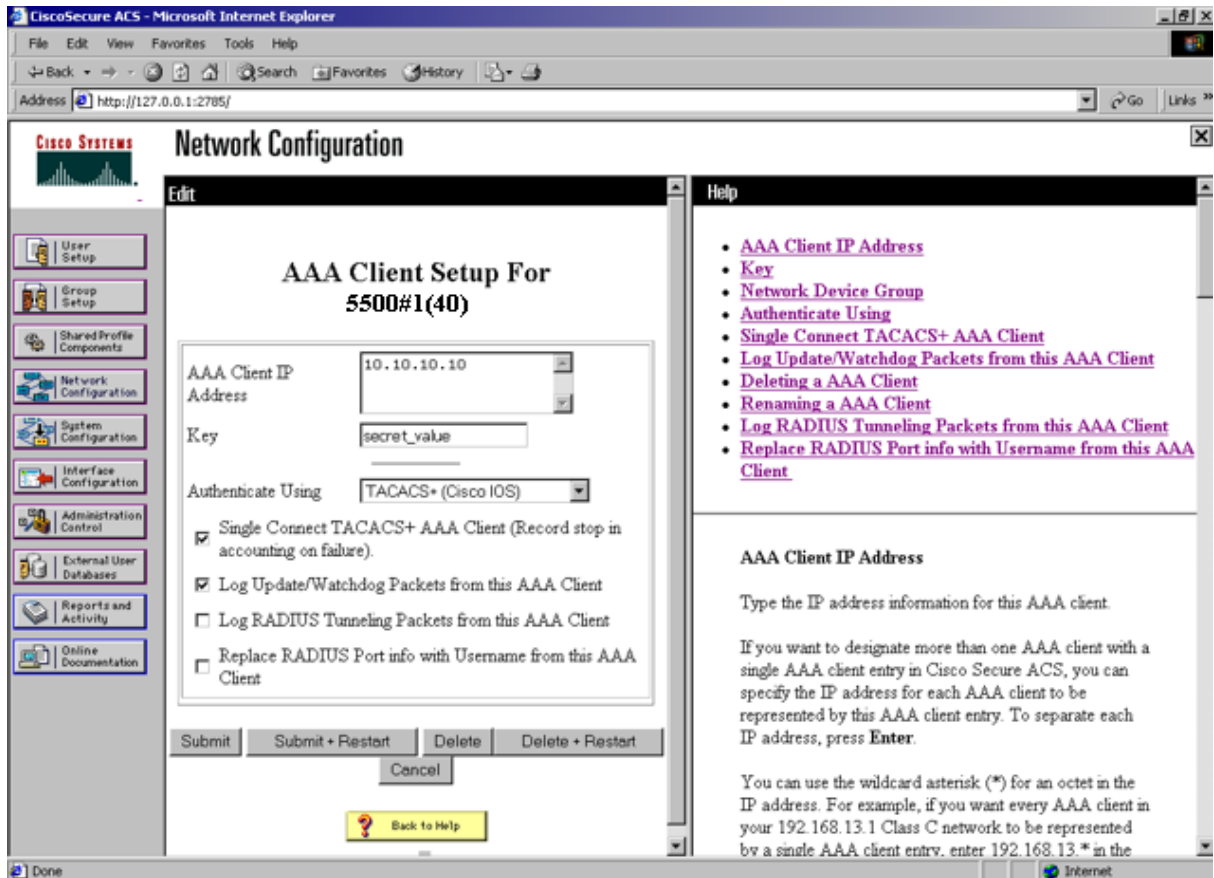 CiscoSecure ACS - Microsoft Internet Explorer
File Edit View Favorites Tools Help
Back Search Favorites History
Address http://127.0.0.1:2785/ Go Links »
CISCO SYSTEMS
Network Configuration
User
Setup
Group
Setup
Shared Profile
Components
Network
Configuration
System
Configuration
Interface
Configuration
Administration
Control
External User
Databases
Reports and
Activity
Online
Documentation
Edit
AAA Client Setup For
5500#1(40)
AAA Client IP
Address
10.10.10.10
Key secret_value
Authenticate Using TACACS+ (Cisco IOS)
Single Connect TACACS+ AAA Client (Record stop in
accounting on failure).
Log Update/Watchdog Packets from this AAA Client
Log RADIUS Tunneling Packets from this AAA Client
Replace RADIUS Port info with Username from this AAA
Client
Submit Submit + Restart Delete Delete + Restart
Cancel
? Back to Help
Help
AAA Client IP Address
Key
Network Device Group
Authenticate Using
Single Connect TACACS+ AAA Client
Log Update/Watchdog Packets from this AAA Client
Deleting a AAA Client
Renaming a AAA Client
Log RADIUS Tunneling Packets from this AAA Client
Replace RADIUS Port info with Username from this AAA
Client
AAA Client IP Address
Type the IP address information for this AAA client.
If you want to designate more than one AAA client with a
single AAA client entry in Cisco Secure ACS, you can
specify the IP address for each AAA client to be
represented by this AAA client entry. To separate each
IP address, press Enter.
You can use the wildcard asterisk (*) for an octet in the
IP address. For example, if you want every AAA client in
your 192.168.13.1 Class C network to be represented
by a single AAA client entry, enter 192.168.13.* in the
Done Internet